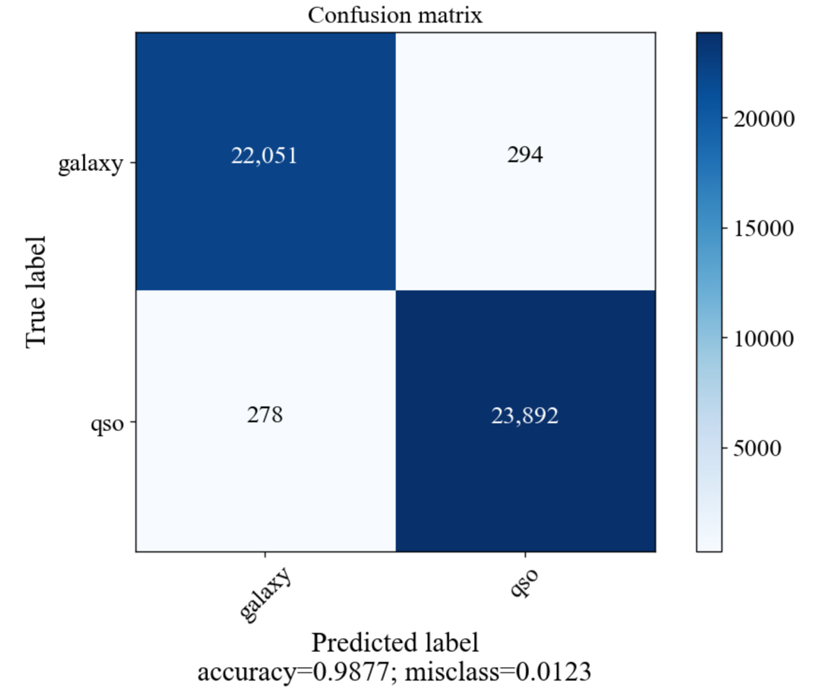 Confusion matrix
galaxy
22,051
294
qso
278
23,892
True label
galaxy
qso
Predicted label
accuracy=0.9877; misclass=0.0123
20000
15000
10000
5000